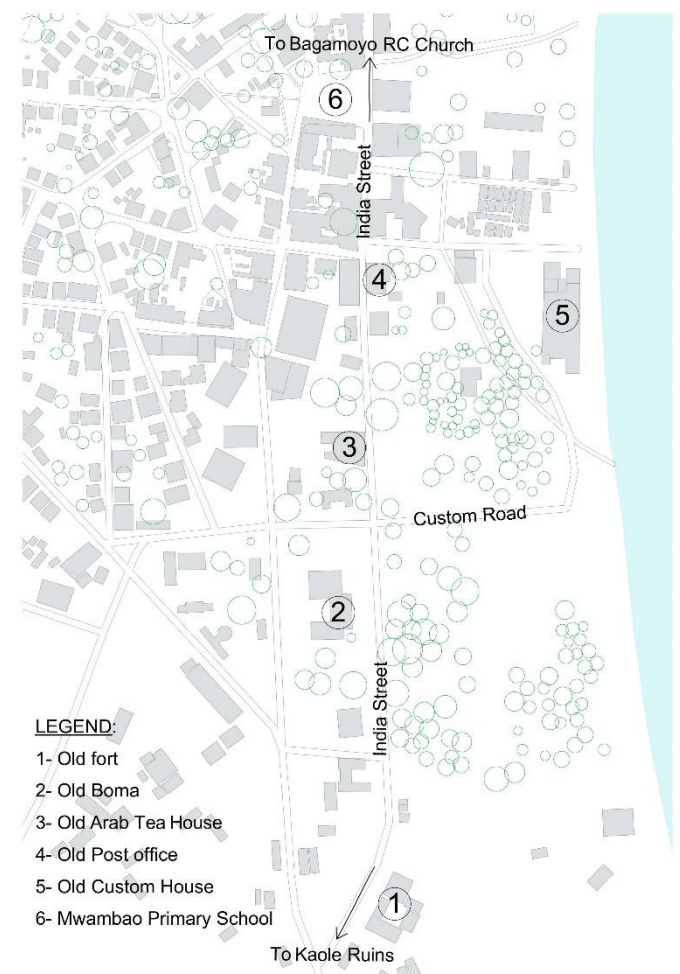 To Bagamoyo RC Church
6
India Street
4
5
3
Custom Road
2
India Street
LEGEND:
1- Old fort
2- Old Boma
3- Old Arab Tea House
4- Old Post office
5- Old Custom House
6- Mwambao Primary School
1
To Kaole Ruins